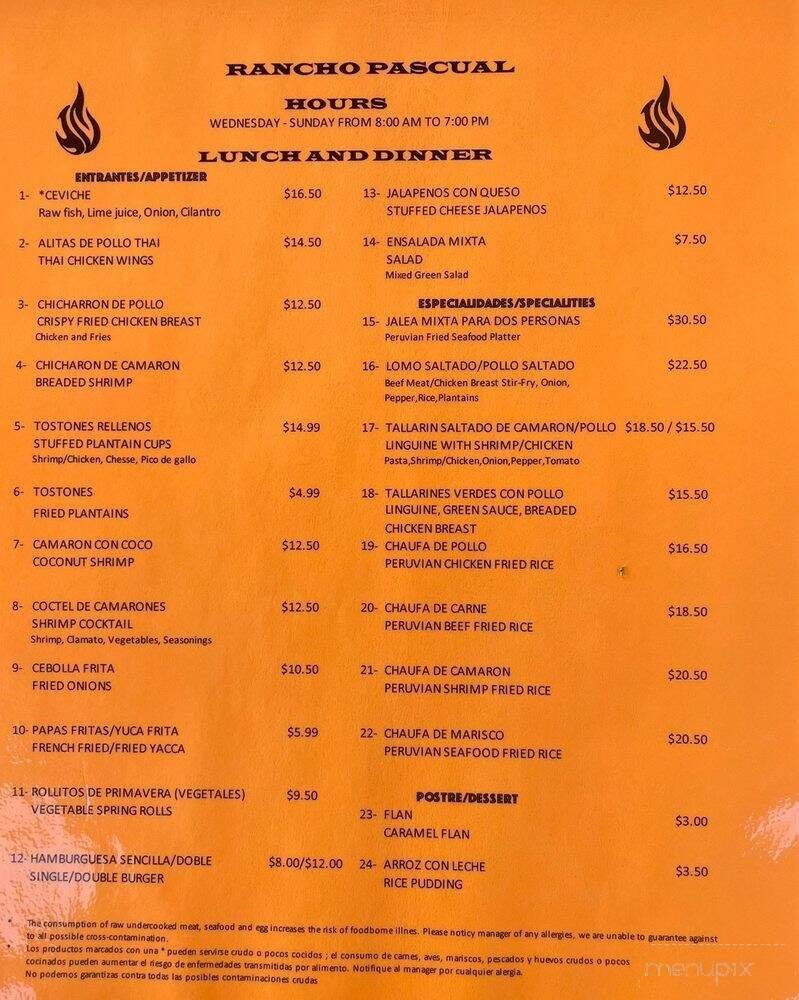 RANCHO PASCUAL
HOURS
WEDNESDAY - SUNDAY FROM 8:00 AM TO 7:00 PM
LUNCH AND DINNER
ENTRANTES/APPETIZER
1- *CEVICHE $16.50
Raw fish, Lime juice, Onion, Cilantro
2- ALITAS DE POLLO THAI $14.50
THAI CHICKEN WINGS
3- CHICHARRON DE POLLO $12.50
CRISPY FRIED CHICKEN BREAST
Chicken and Fries
4- CHICHARON DE CAMARON $12.50
BREADED SHRIMP
5- TOSTONES RELLENOS $14.99
STUFFED PLANTAIN CUPS
Shrimp/Chicken, Chesse, Pico de gallo
6- TOSTONES $4.99
FRIED PLANTAINS
7- CAMARON CON COCO $12.50
COCONUT SHRIMP
8- COCTEL DE CAMARONES $12.50
SHRIMP COCKTAIL
Shrimp, Clamato, Vegetables, Seasonings
9- CEBOLLA FRITA $10.50
FRIED ONIONS
10- PAPAS FRITAS/YUCA FRITA $5.99
FRENCH FRIED/FRIED YACCA
11- ROLLITOS DE PRIMAVERA (VEGETALES) $9.50
VEGETABLE SPRING ROLLS
12- HAMBURGUESA SENCILLA/DOBLE $8.00/$12.00
SINGLE/DOUBLE BURGER
13- JALAPENOS CON QUESO $12.50
STUFFED CHEESE JALAPENOS
14- ENSALADA MIXTA $7.50
SALAD
Mixed Green Salad
ESPECIALIDADES/SPECIALITIES
15- JALEA MIXTA PARA DOS PERSONAS $30.50
Peruvian Fried Seafood Platter
16- LOMO SALTADO/POLLO SALTADO $22.50
Beef Meat/Chicken Breast Stir-Fry, Onion,
Pepper,Rice,Plantains
17- TALLARIN SALTADO DE CAMARON/POLLO $18.50 / $15.50
LINGUINE WITH SHRIMP/CHICKEN
Pasta,Shrimp/Chicken,Onion,Pepper,Tomato
18- TALLARINES VERDES CON POLLO $15.50
LINGUINE, GREEN SAUCE, BREADED
CHICKEN BREAST
19- CHAUFA DE POLLO $16.50
PERUVIAN CHICKEN FRIED RICE
20- CHAUFA DE CARNE $18.50
PERUVIAN BEEF FRIED RICE
21- CHAUFA DE CAMARON $20.50
PERUVIAN SHRIMP FRIED RICE
22- CHAUFA DE MARISCO $20.50
PERUVIAN SEAFOOD FRIED RICE
POSTRE/DESSERT
23- FLAN $3.00
CARAMEL FLAN
24- ARROZ CON LECHE $3.50
RICE PUDDING
* The consumption of raw undercooked meat, seafood and egg increases the risk of foodbome illnes. Please noticy manager of any allergies, we are unable to guarantee against
to all possible cross-contamination.
* Los productos marcados con una * pueden servirse crudo o pocos cocidos ; el consumo de cames, aves, mariscos, pescados y huevos crudos o pocos
cocinados pueden aumentar el riesgo de enfermedades transmitidas por alimento. Notifique al manager por cualquier alergia.
No podemos garantizas contra todas las posibles contaminaciones crudas
menupix